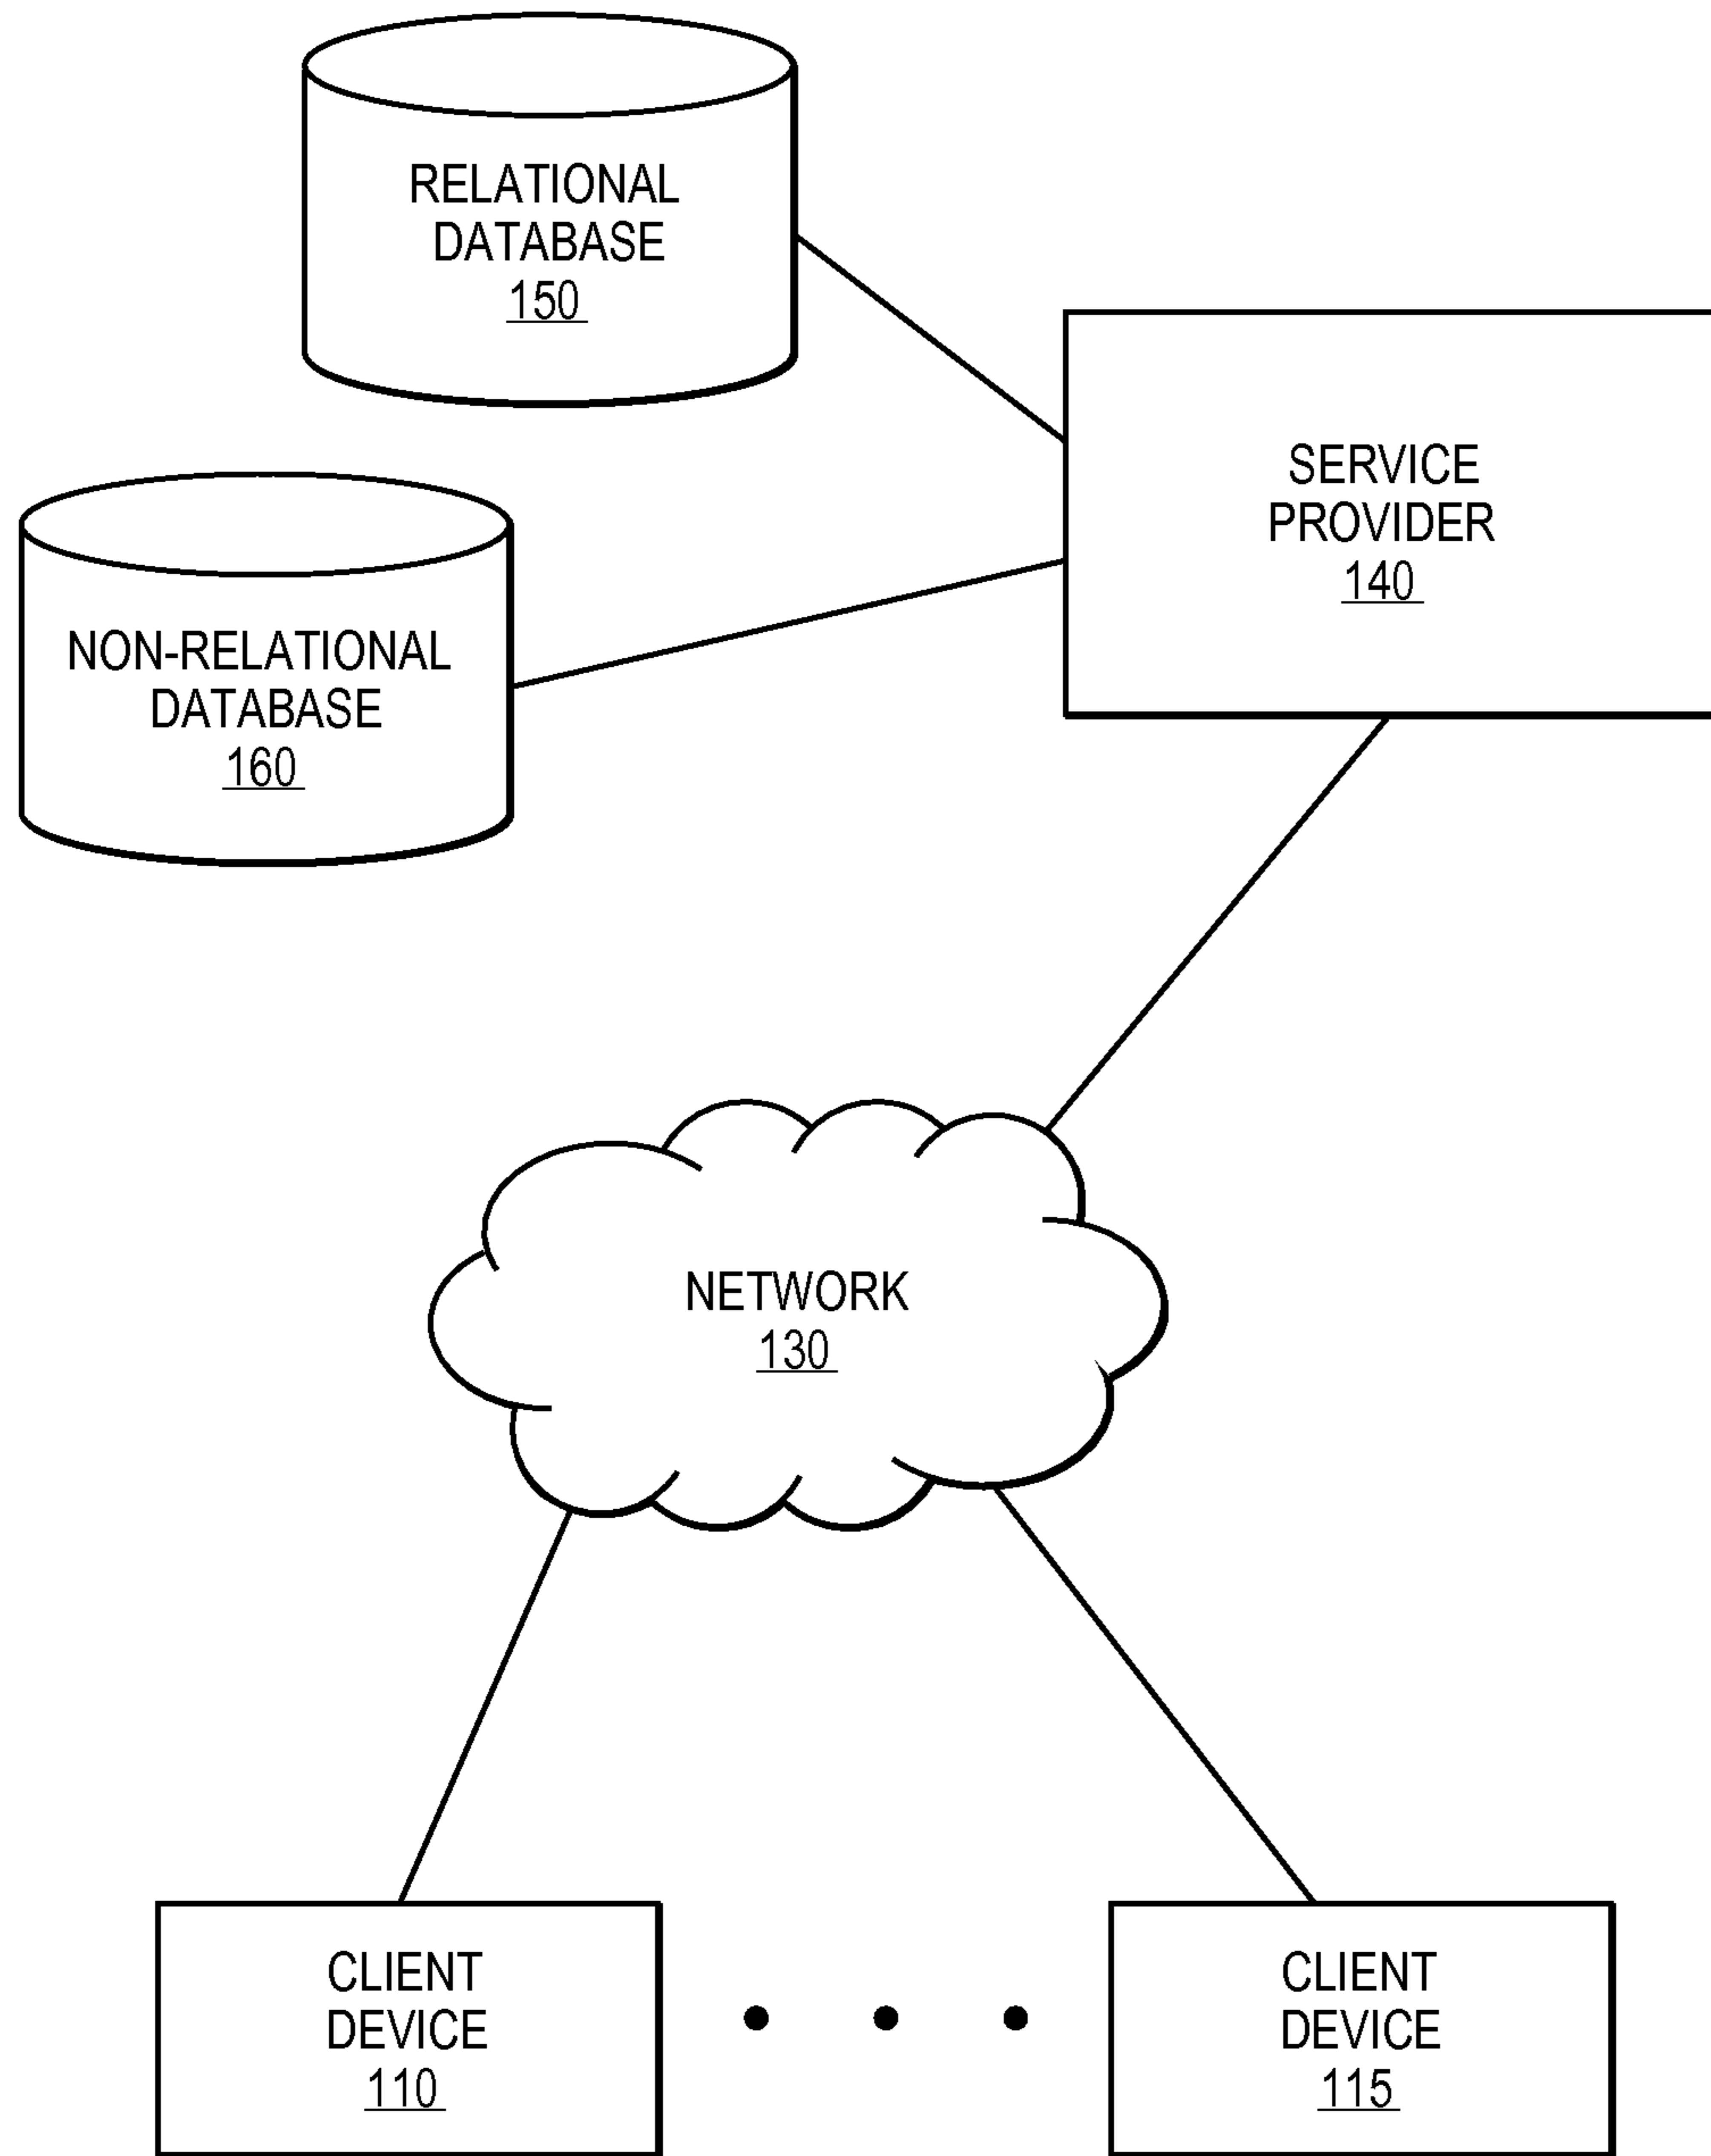 RELATIONAL
DATABASE
150
SERVICE
PROVIDER
140
NON-RELATIONAL
DATABASE
160
NETWORK
130
CLIENT
DEVICE
110
CLIENT
DEVICE
115